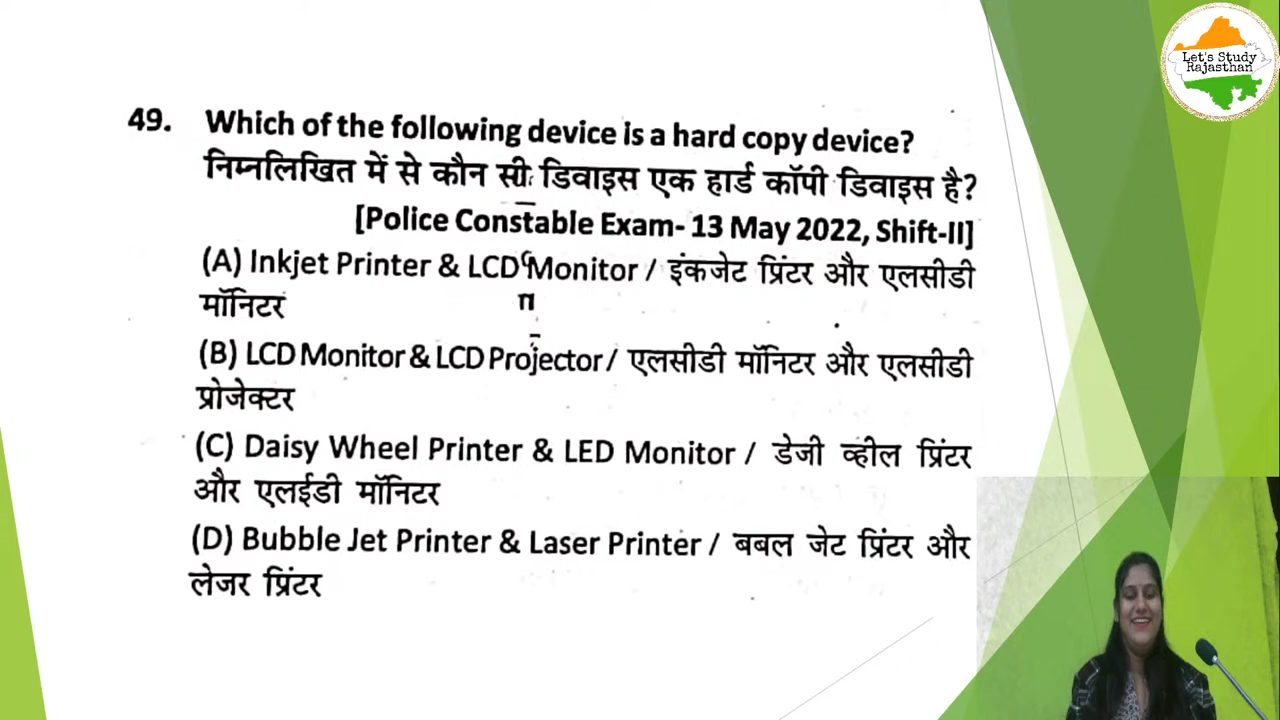 Let's Study
Rajasthan
49. Which of the following device is a hard copy device?
निम्नलिखित में से कौन सी डिवाइस एक हार्ड कॉपी डिवाइस है?
[Police Constable Exam- 13 May 2022, Shift-II]
(A) Inkjet Printer & LCD Monitor / इंकजेट प्रिंटर और एलसीडी
मॉनिटर
(B) LCD Monitor & LCD Projector / एलसीडी मॉनिटर और एलसीडी
प्रोजेक्टर
(C) Daisy Wheel Printer & LED Monitor / डेजी व्हील प्रिंटर
और एलईडी मॉनिटर
(D) Bubble Jet Printer & Laser Printer / बबल जेट प्रिंटर और
लेजर प्रिंटर